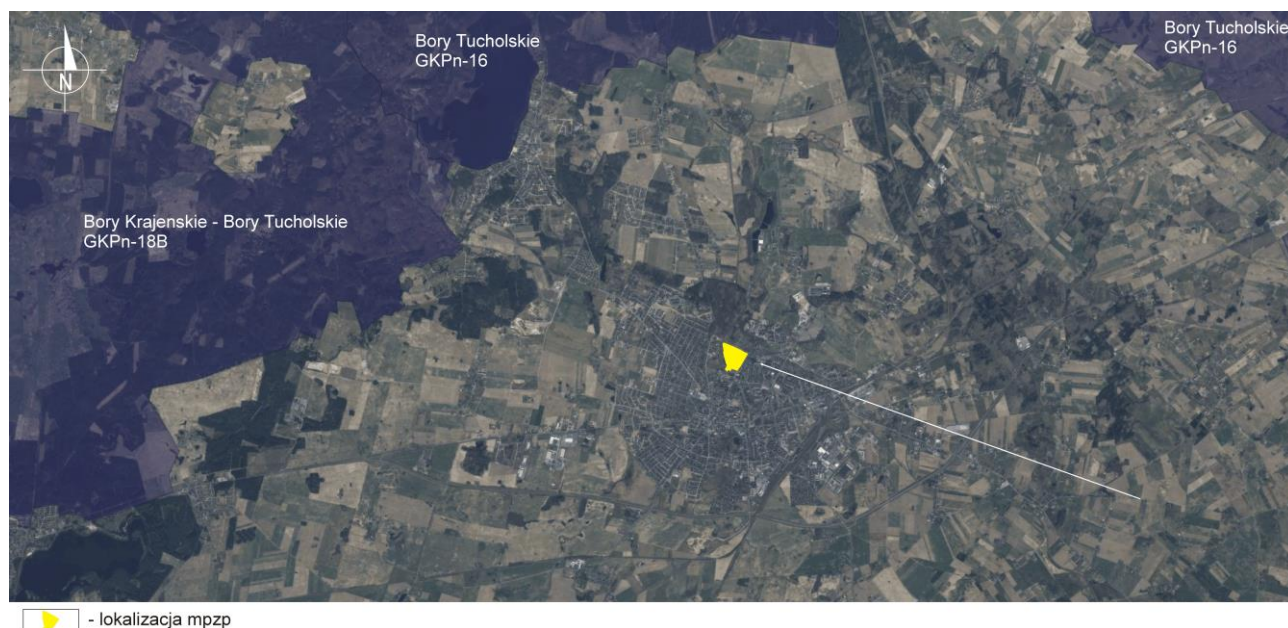 Bory Tucholskie
GKPn-16
Bory Tucholskie
GKPn-16
N
Bory Krajenskie - Bory Tucholskie
GKPn-18B
- lokalizacja mpzp